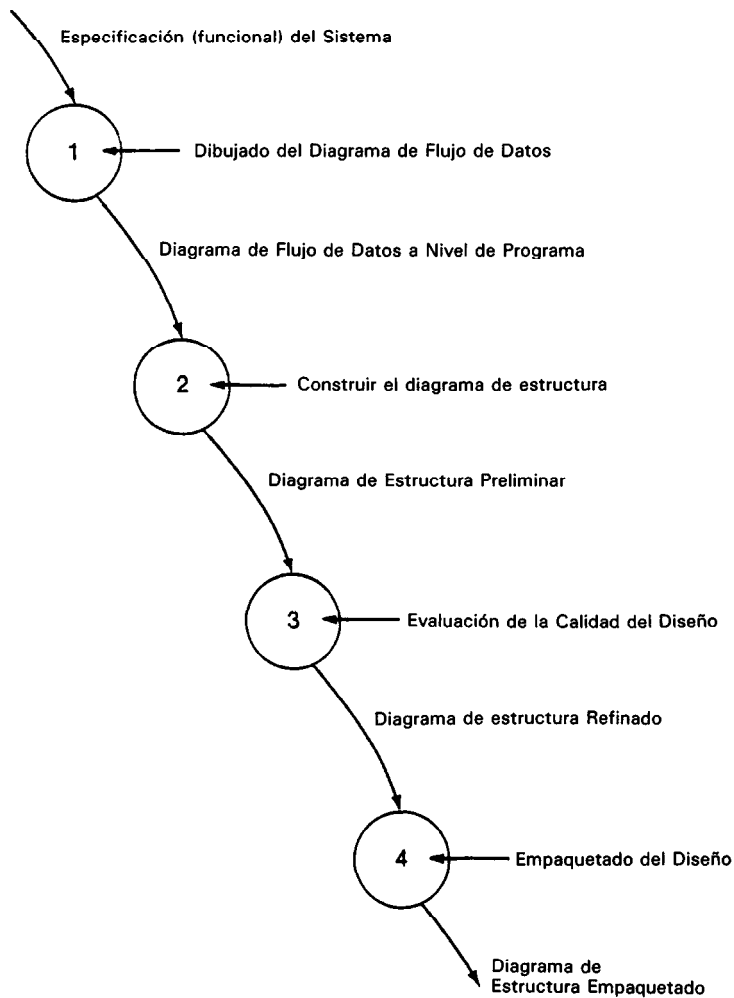 Especificación (funcional) del Sistema
1
Dibujado del Diagrama de Flujo de Datos
Diagrama de Flujo de Datos a Nivel de Programa
2
Construir el diagrama de estructura
Diagrama de Estructura Preliminar
3
Evaluación de la Calidad del Diseño
Diagrama de estructura Refinado
4
Empaquetado del Diseño
Diagrama de
Estructura Empaquetado